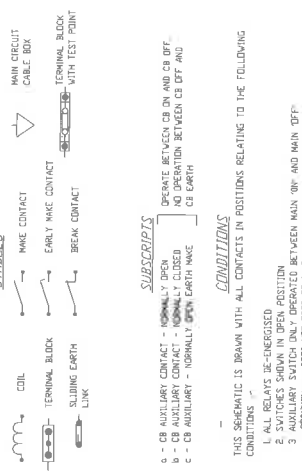 COIL
MAKE CONTACT
MAIN CIRCUIT
CABLE BOX
TERMINAL BLOCK
EARLY MAKE CONTACT
TERMINAL BLOCK
WITH TEST POINT
SLIDING EARTH
LINK
BREAK CONTACT
SUBSCRIPTS
a - CB AUXILIARY CONTACT - NORMALLY OPEN
b - CB AUXILIARY CONTACT - NORMALLY CLOSED
c - CB AUXILIARY - NORMALLY OPEN EARTH MAKE
OPERATE BETWEEN CB ON AND CB OFF
NO OPERATION BETWEEN CB OFF AND
CB EARTH
CONDITIONS
THIS SCHEMATIC IS DRAWN WITH ALL CONTACTS IN POSITIONS RELATING TO THE FOLLOWING
CONDITIONS
1. ALL RELAYS DE-ENERGISED
2. SWITCHES SHOWN IN OPEN POSITION
3 AUXILIARY SWITCH ONLY OPERATED BETWEEN MAIN 'ON' AND MAIN 'OFF'